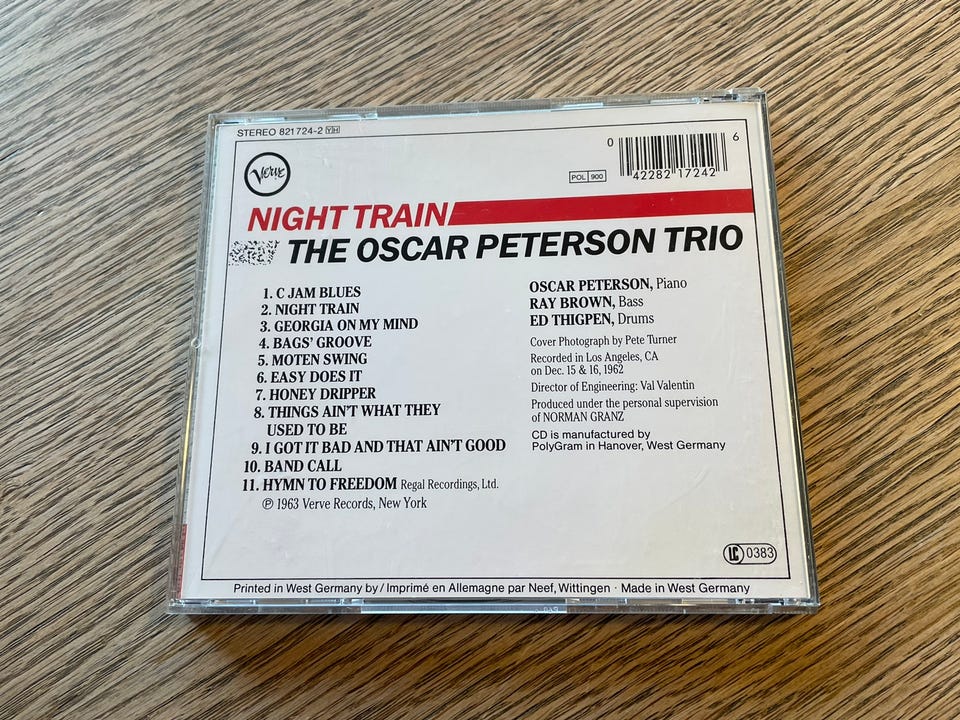 STEREO 821 724-2 Y H
Verve
POL 900
0 42282 17242 6
NIGHT TRAIN
THE OSCAR PETERSON TRIO
1. C JAM BLUES
2. NIGHT TRAIN
3. GEORGIA ON MY MIND
4. BAGS' GROOVE
5. MOTEN SWING
6. EASY DOES IT
7. HONEY DRIPPER
8. THINGS AIN'T WHAT THEY
USED TO BE
9. I GOT IT BAD AND THAT AIN'T GOOD
10. BAND CALL
11. HYMN TO FREEDOM Regal Recordings, Ltd.
℗ 1963 Verve Records, New York
OSCAR PETERSON, Piano
RAY BROWN, Bass
ED THIGPEN, Drums
Cover Photograph by Pete Turner
Recorded in Los Angeles, CA
on Dec. 15 & 16, 1962
Director of Engineering: Val Valentin
Produced under the personal supervision
of NORMAN GRANZ
CD is manufactured by
PolyGram in Hanover, West Germany
LC 0383
Printed in West Germany by / Imprimé en Allemagne par Neef, Wittingen · Made in West Germany